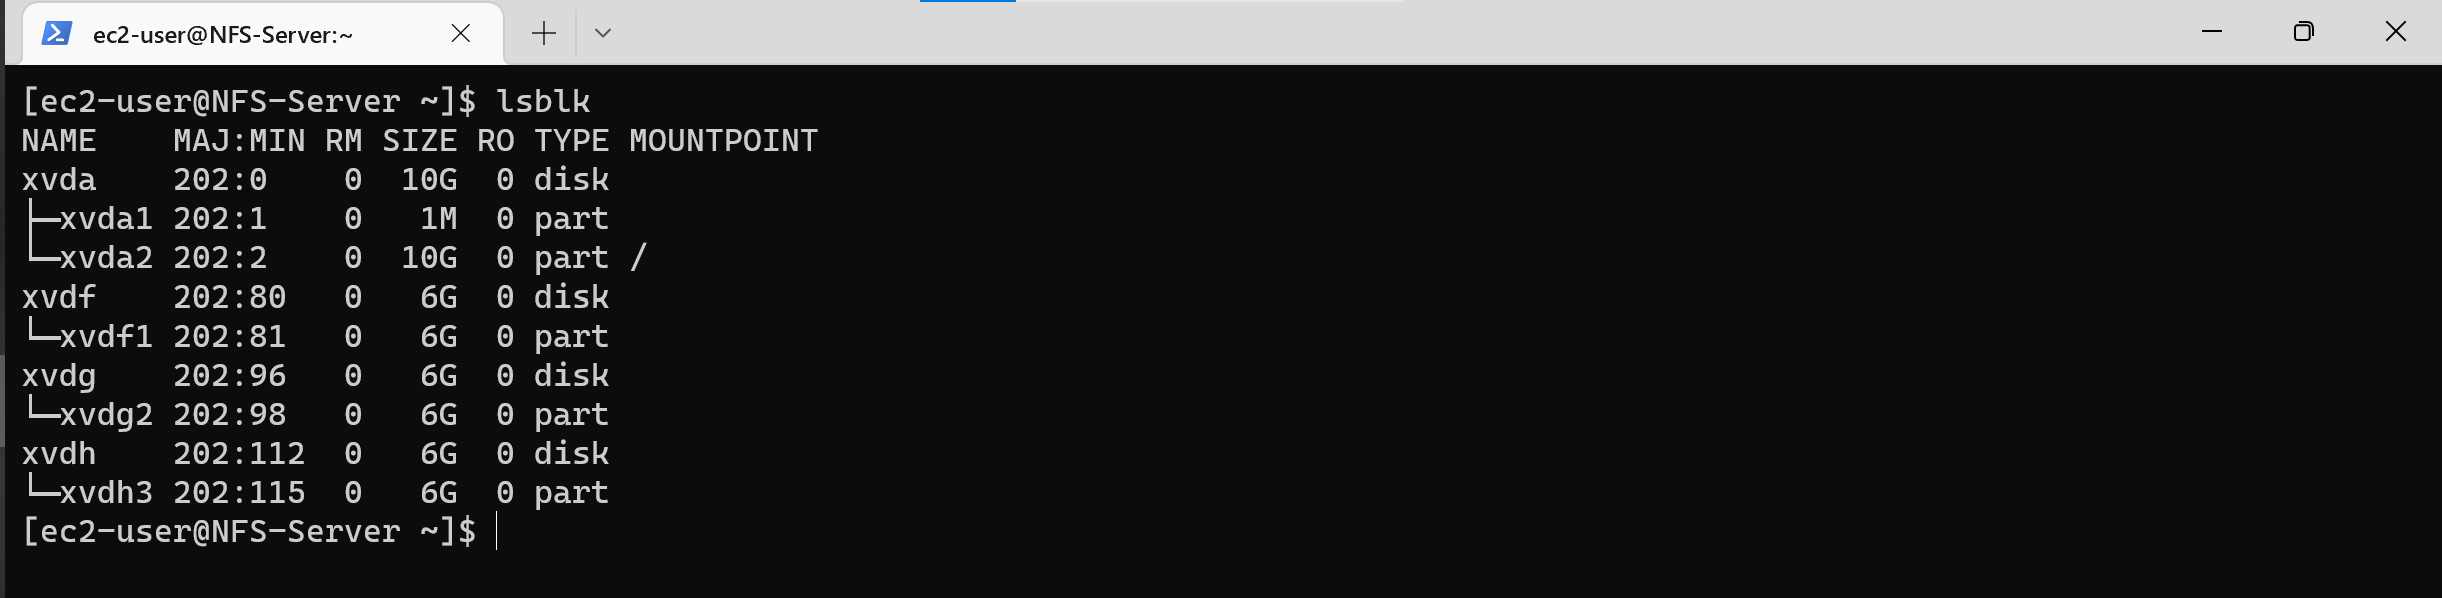 ec2-user@NFS-Server:~
[ec2-user@NFS-Server ~]$ lsblk
NAME    MAJ:MIN RM SIZE RO TYPE MOUNTPOINT
xvda    202:0    0  10G  0 disk
├─xvda1 202:1    0   1M  0 part
└─xvda2 202:2    0  10G  0 part /
xvdf    202:80   0   6G  0 disk
└─xvdf1 202:81   0   6G  0 part
xvdg    202:96   0   6G  0 disk
└─xvdg2 202:98   0   6G  0 part
xvdh    202:112  0   6G  0 disk
└─xvdh3 202:115  0   6G  0 part
[ec2-user@NFS-Server ~]$